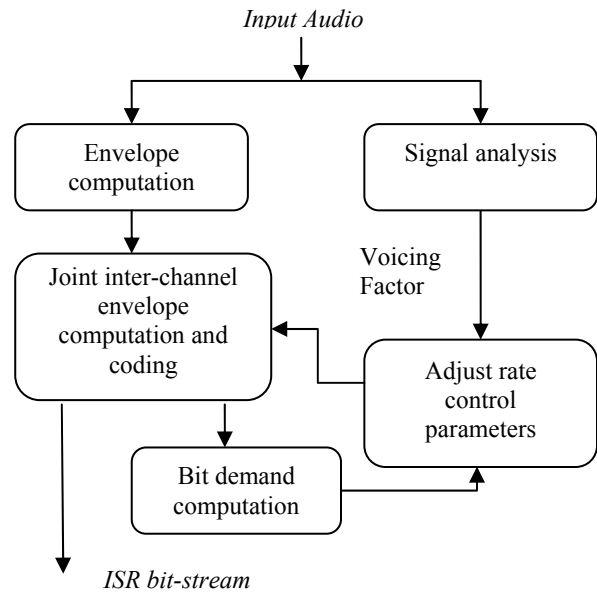 Input Audio
Envelope
computation
Signal analysis
Voicing
Factor
Joint inter-channel
envelope
computation and
coding
Adjust rate
control
parameters
Bit demand
computation
ISR bit-stream